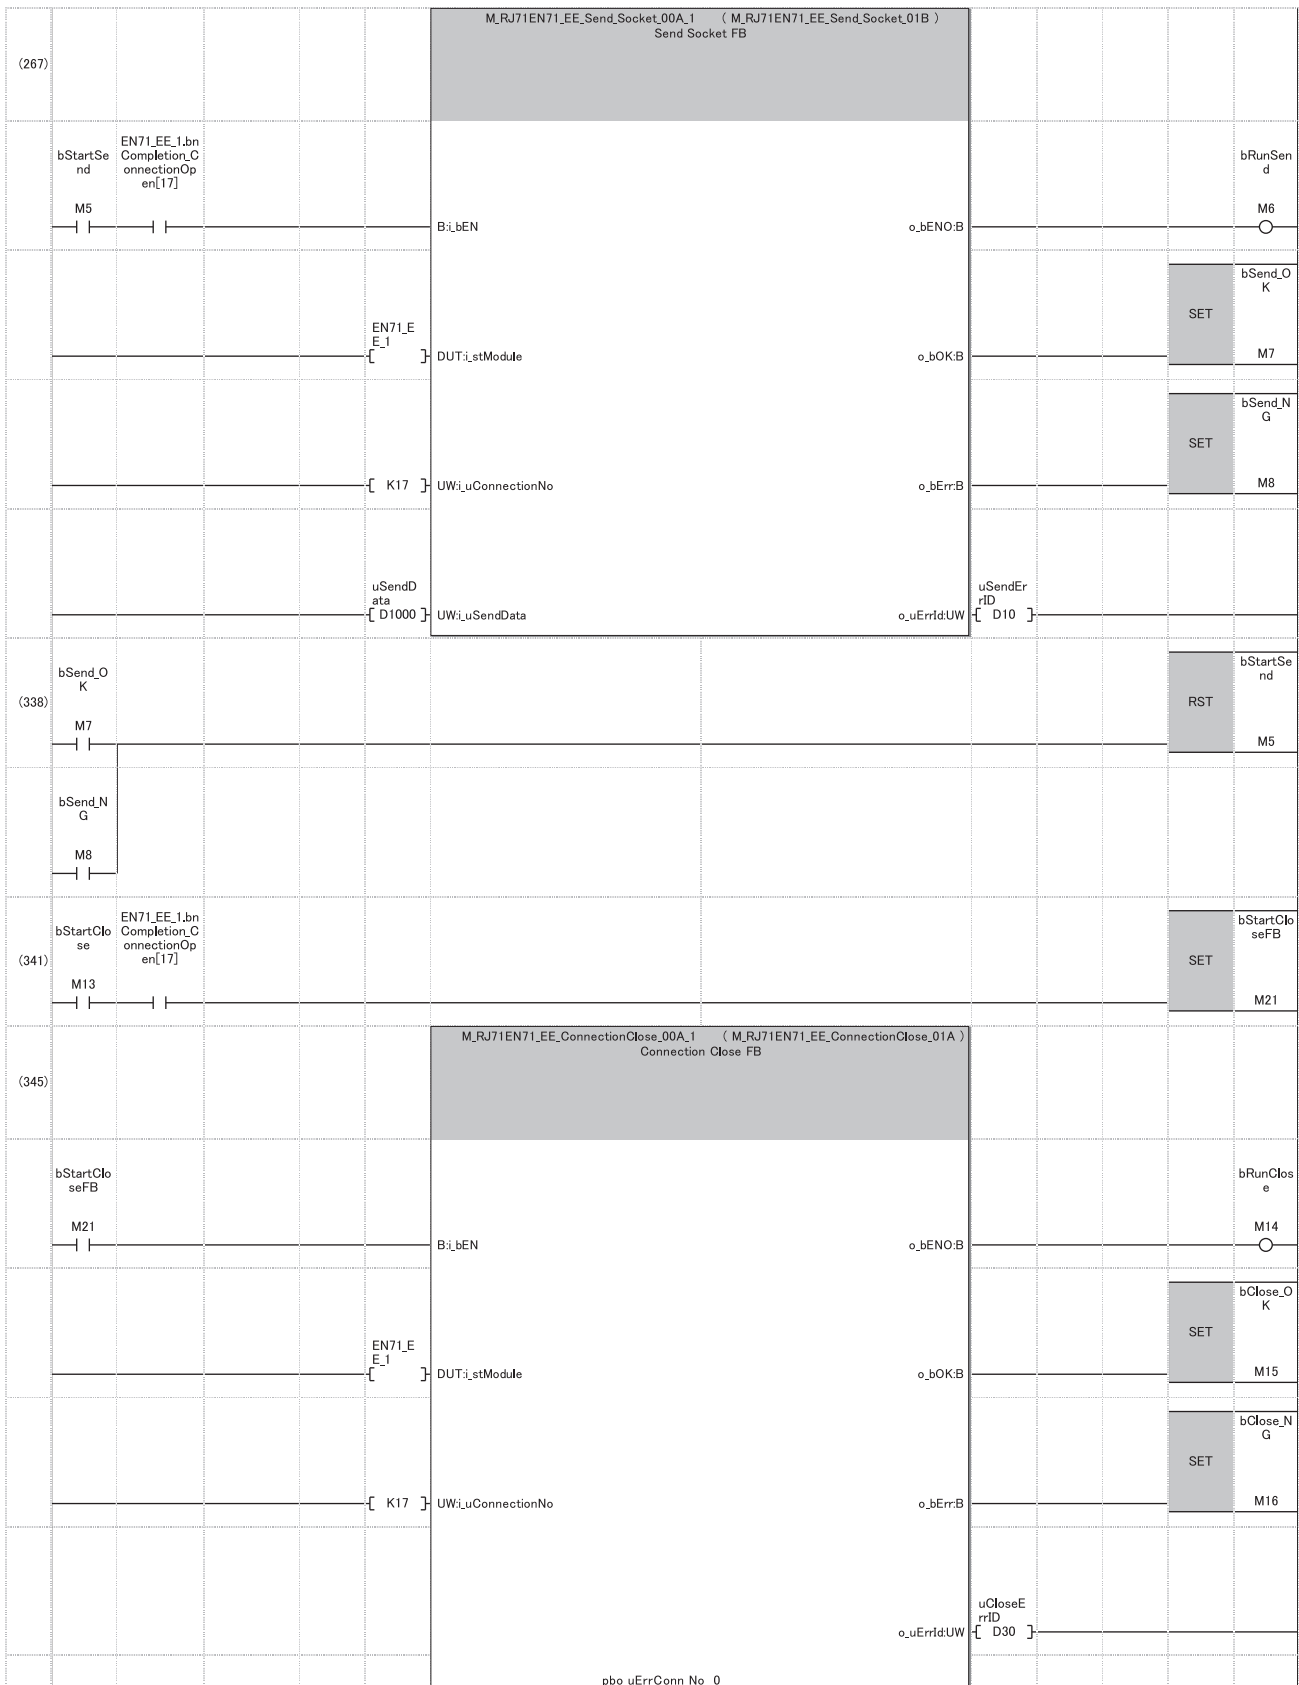 M_RJ71EN71_EE_Send_Socket_00A_1 ( M_RJ71EN71_EE_Send_Socket_01B )
Send Socket FB
(267)
bStartSe
nd
EN71_EE_1.bn
Completion_C
onnectionOp
en[17]
bRunSen
d
M5
M6
B:i_bEN
o_bENO:B
bSend_O
K
SET
EN71_E
E_1
DUT:i_stModule
o_bOK:B
M7
bSend_N
G
SET
K17
UW:i_uConnectionNo
o_bErr:B
M8
uSendD
ata
D1000
UW:i_uSendData
o_uErrId:UW
uSendEr
rID
D10
(338)
bSend_O
K
M7
RST
bStartSe
nd
M5
bSend_N
G
M8
(341)
bStartClo
se
M13
EN71_EE_1.bn
Completion_C
onnectionOp
en[17]
SET
bStartClo
seFB
M21
M_RJ71EN71_EE_ConnectionClose_00A_1 ( M_RJ71EN71_EE_ConnectionClose_01A )
Connection Close FB
(345)
bStartClo
seFB
M21
B:i_bEN
o_bENO:B
bRunClos
e
M14
bClose_O
K
SET
EN71_E
E_1
DUT:i_stModule
o_bOK:B
M15
bClose_N
G
SET
K17
UW:i_uConnectionNo
o_bErr:B
M16
uCloseE
rrID
D30
o_uErrId:UW
pbo_uErrConn_No_0